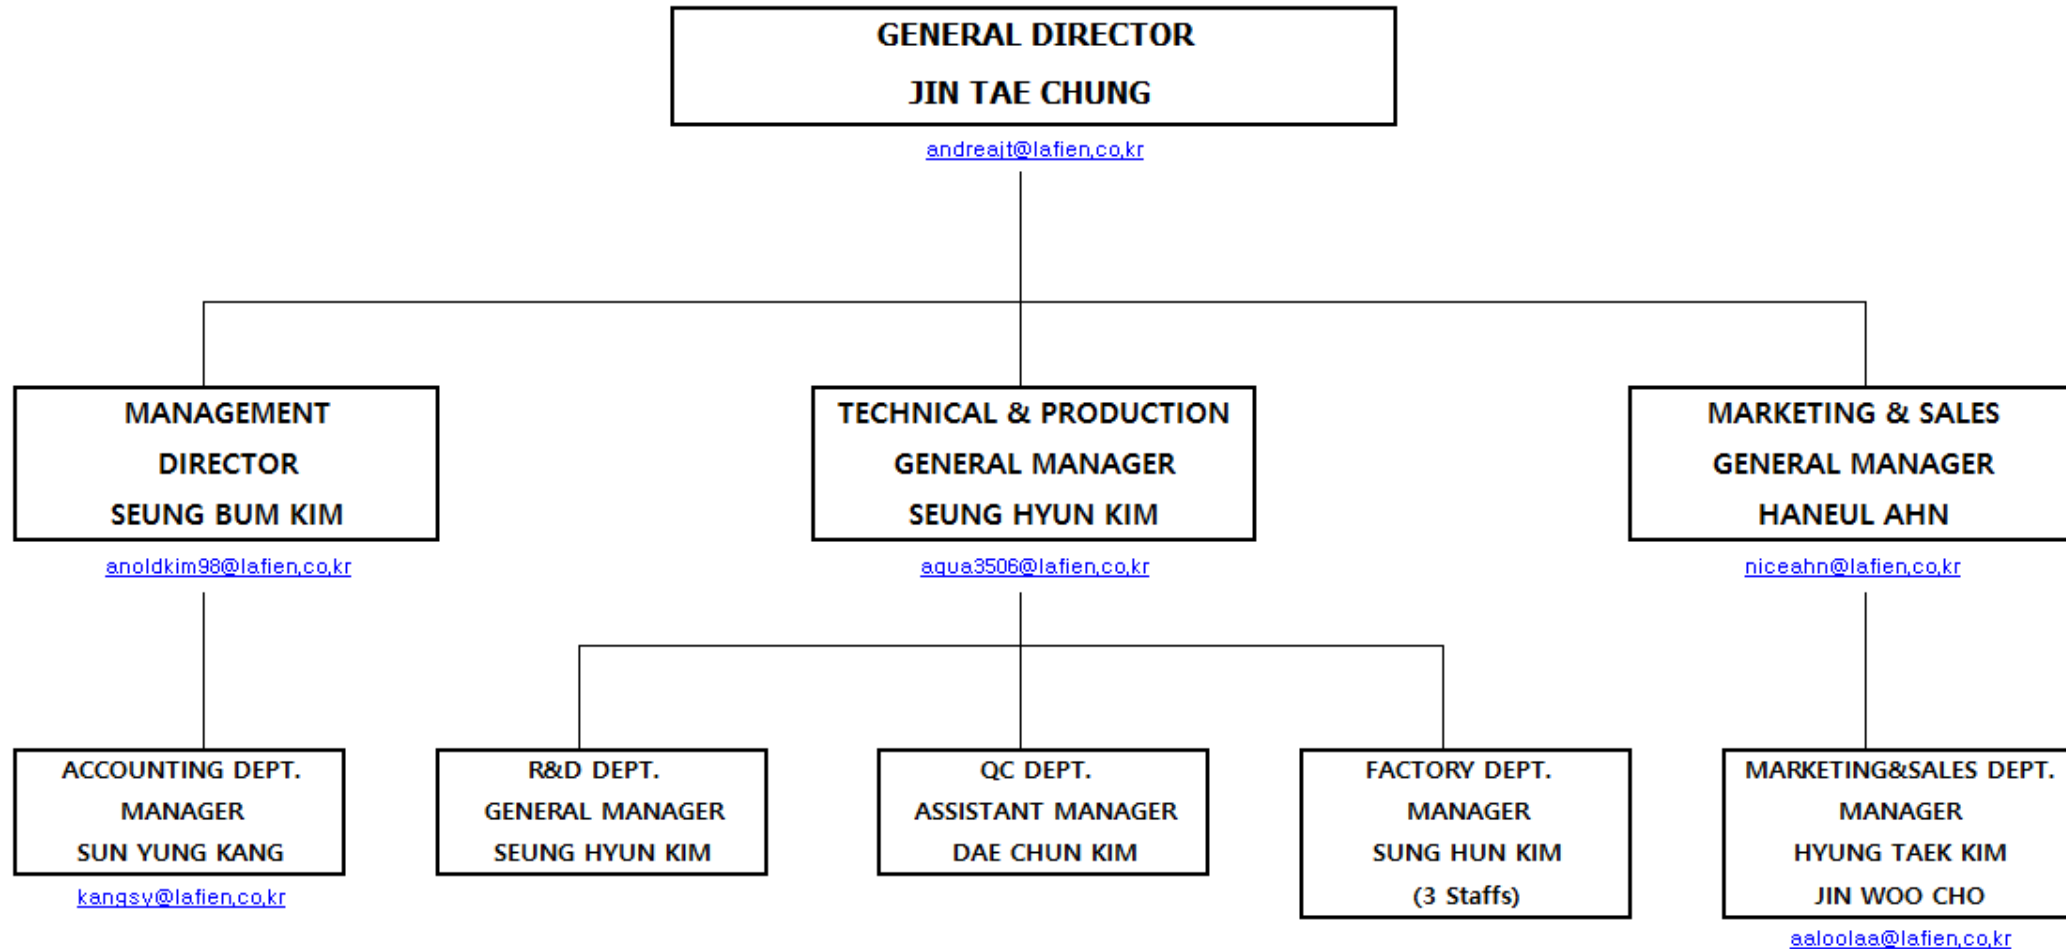 GENERAL DIRECTOR
JIN TAE CHUNG
andreajt@lafien,co,kr
MANAGEMENT
DIRECTOR
SEUNG BUM KIM
anoldkim98@lafien,co,kr
TECHNICAL & PRODUCTION
GENERAL MANAGER
SEUNG HYUN KIM
aqua3506@lafien,co,kr
MARKETING & SALES
GENERAL MANAGER
HANEUL AHN
niceahn@lafien,co,kr
ACCOUNTING DEPT.
MANAGER
SUN YUNG KANG
kangsy@lafien,co,kr
R&D DEPT.
GENERAL MANAGER
SEUNG HYUN KIM
QC DEPT.
ASSISTANT MANAGER
DAE CHUN KIM
FACTORY DEPT.
MANAGER
SUNG HUN KIM
(3 Staffs)
MARKETING&SALES DEPT.
MANAGER
HYUNG TAEK KIM
JIN WOO CHO
aaloolaa@lafien,co,kr